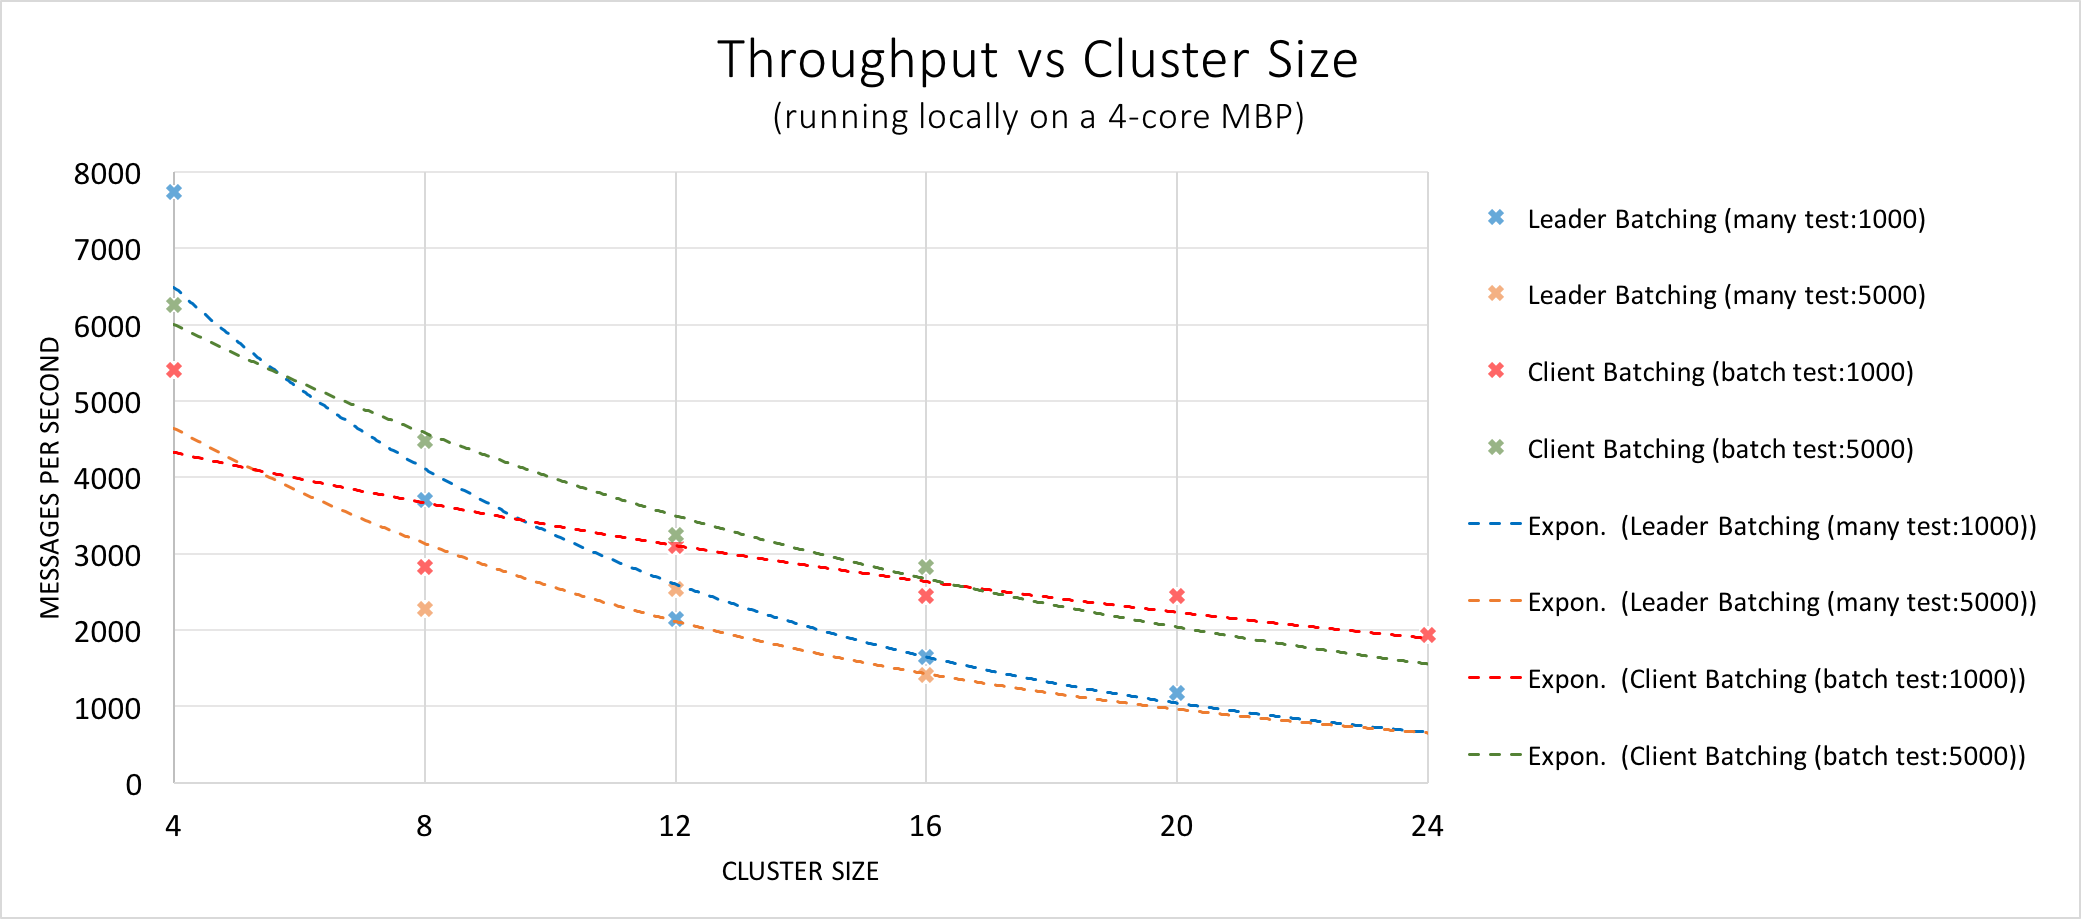 Throughput vs Cluster Size
(running locally on a 4-core MBP)
MESSAGES PER SECOND
8000
7000
6000
5000
4000
3000
2000
1000
0
4 8 12 16 20 24
CLUSTER SIZE
Leader Batching (many test:1000)
Leader Batching (many test:5000)
Client Batching (batch test:1000)
Client Batching (batch test:5000)
Expon. (Leader Batching (many test:1000))
Expon. (Leader Batching (many test:5000))
Expon. (Client Batching (batch test:1000))
Expon. (Client Batching (batch test:5000))